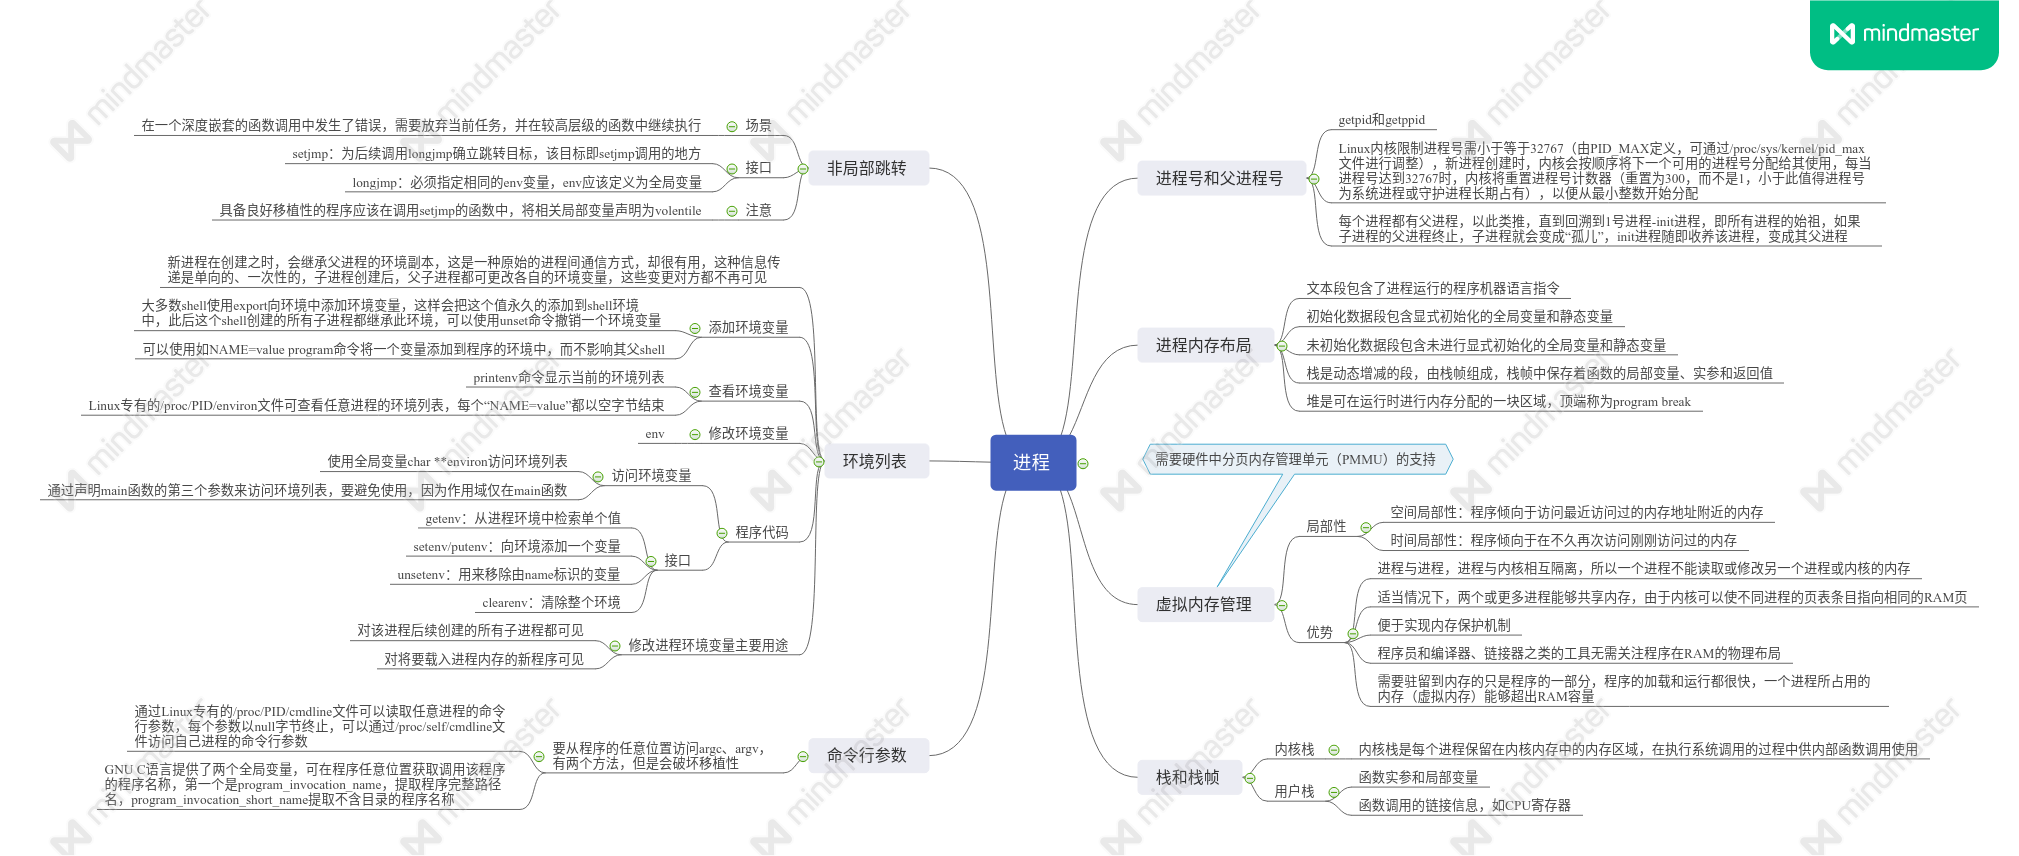 mindmaster
进程
进程号和父进程号
getpid和getppid
Linux内核限制进程号需小于等于32767（由PID_MAX定义，可通过/proc/sys/kernel/pid_max
文件进行调整），新进程创建时，内核会按顺序将下一个可用的进程号分配给其使用，每当
进程号达到32767时，内核将重置进程号计数器（重置为300，而不是1，小于此值得进程号
为系统进程或守护进程长期占有），以便从最小整数开始分配
每个进程都有父进程，以此类推，直到回溯到1号进程-init进程，即所有进程的始祖，如果
子进程的父进程终止，子进程就会变成“孤儿”，init进程随即收养该进程，变成其父进程
进程内存布局
文本段包含了进程运行的程序机器语言指令
初始化数据段包含显式初始化的全局变量和静态变量
未初始化数据段包含未进行显式初始化的全局变量和静态变量
栈是动态增减的段，由栈帧组成，栈帧中保存着函数的局部变量、实参和返回值
堆是可在运行时进行内存分配的一块区域，顶端称为program break
需要硬件中分页内存管理单元（PMMU）的支持
虚拟内存管理
局部性
空间局部性：程序倾向于访问最近访问过的内存地址附近的内存
时间局部性：程序倾向于在不久再次访问刚刚访问过的内存
优势
进程与进程，进程与内核相互隔离，所以一个进程不能读取或修改另一个进程或内核的内存
适当情况下，两个或更多进程能够共享内存，由于内核可以使不同进程的页表条目指向相同的RAM页
便于实现内存保护机制
程序员和编译器、链接器之类的工具无需关注程序在RAM的物理布局
需要驻留到内存的只是程序的一部分，程序的加载和运行都很快，一个进程所占用的
内存（虚拟内存）能够超出RAM容量
栈和栈帧
内核栈
内核栈是每个进程保留在内核内存中的内存区域，在执行系统调用的过程中供内部函数调用使用
用户栈
函数实参和局部变量
函数调用的链接信息，如CPU寄存器
非局部跳转
场景
在一个深度嵌套的函数调用中发生了错误，需要放弃当前任务，并在较高层级的函数中继续执行
接口
setjmp：为后续调用longjmp确立跳转目标，该目标即setjmp调用的地方
longjmp：必须指定相同的env变量，env应该定义为全局变量
注意
具备良好移植性的程序应该在调用setjmp的函数中，将相关局部变量声明为volentile
环境列表
新进程在创建之时，会继承父进程的环境副本，这是一种原始的进程间通信方式，却很有用，这种信息传
递是单向的、一次性的，子进程创建后，父子进程都可更改各自的环境变量，这些变更对方都不再可见
添加环境变量
大多数shell使用export向环境中添加环境变量，这样会把这个值永久的添加到shell环境
中，此后这个shell创建的所有子进程都继承此环境，可以使用unset命令撤销一个环境变量
可以使用如NAME=value program命令将一个变量添加到程序的环境中，而不影响其父shell
查看环境变量
printenv命令显示当前的环境列表
Linux专有的/proc/PID/environ文件可查看任意进程的环境列表，每个“NAME=value”都以空字节结束
修改环境变量
env
程序代码
访问环境变量
使用全局变量char **environ访问环境列表
通过声明main函数的第三个参数来访问环境列表，要避免使用，因为作用域仅在main函数
接口
getenv：从进程环境中检索单个值
setenv/putenv：向环境添加一个变量
unsetenv：用来移除由name标识的变量
clearenv：清除整个环境
修改进程环境变量主要用途
对该进程后续创建的所有子进程都可见
对将要载入进程内存的新程序可见
命令行参数
要从程序的任意位置访问argc、argv，
有两个方法，但是会破坏移植性
通过Linux专有的/proc/PID/cmdline文件可以读取任意进程的命令
行参数，每个参数以null字节终止，可以通过/proc/self/cmdline文
件访问自己进程的命令行参数
GNU C语言提供了两个全局变量，可在程序任意位置获取调用该程序
的程序名称，第一个是program_invocation_name，提取程序完整路径
名，program_invocation_short_name提取不含目录的程序名称